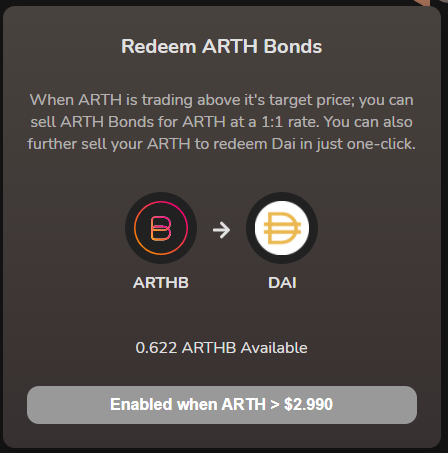 Redeem ARTH Bonds
When ARTH is trading above it's target price; you can
sell ARTH Bonds for ARTH at a 1:1 rate. You can also
further sell your ARTH to redeem Dai in just one-click.
ARTHB
DAI
0.622 ARTHB Available
Enabled when ARTH > $2.990